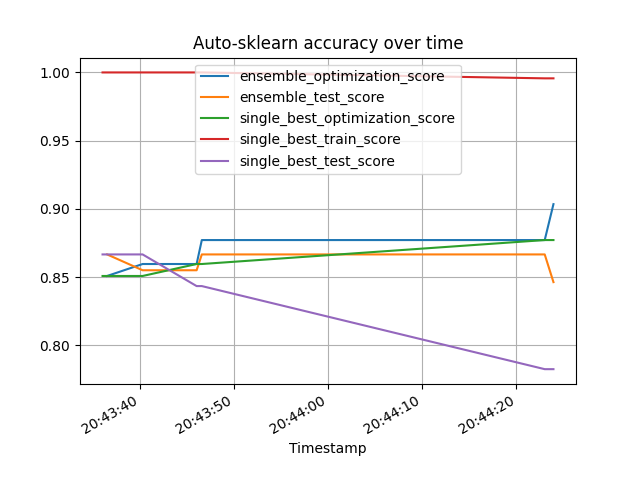 Auto-sklearn accuracy over time
ensemble_optimization_score
ensemble_test_score
single_best_optimization_score
single_best_train_score
single_best_test_score
1.00
0.95
0.90
0.85
0.80
20:43:40
20:43:50
20:44:00
20:44:10
20:44:20
Timestamp